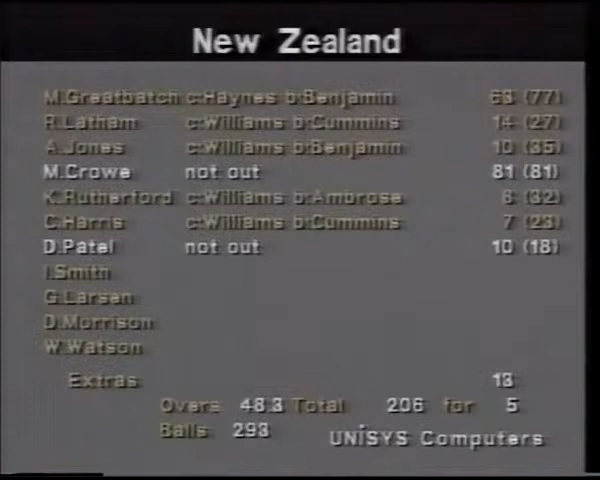 New Zealand
M.Greatbatch c:Haynes b:Benjamin 63 (77)
R.Latham c:Williams b:Cummins 14 (27)
A.Jones c:Williams b:Benjamin 10 (35)
M.Crowe not out 81 (81)
K.Rutherford c:Williams b:Ambrose 8 (32)
C.Harris c:Williams b:Cummins 7 (23)
D.Patel not out 10 (18)
I.Smith
G.Larsen
D.Morrison
W.Watson
Extras 13
Overs 48.3 Total 206 for 5
Balls 293
UNISYS Computers